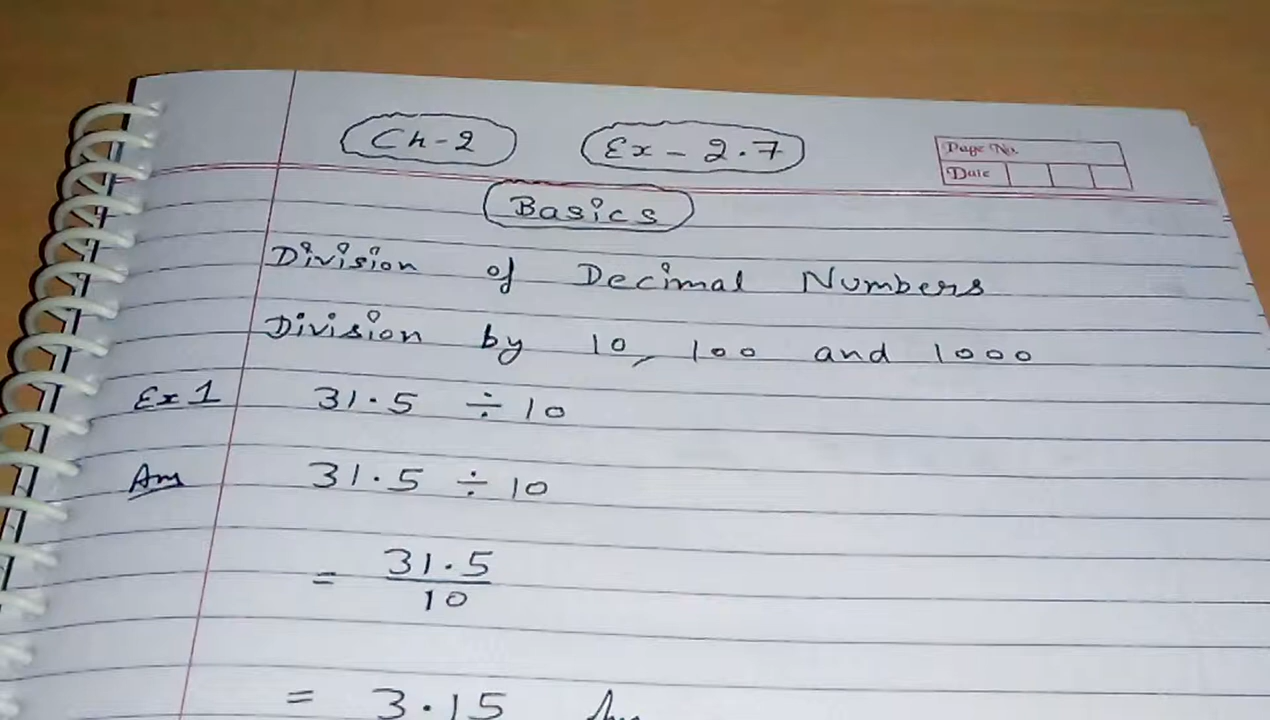 Ch-2 Ex - 2.7
Page No.
Date
Basics
Division of Decimal Numbers
Division by 10, 100 and 1000
Ex 1 31.5 ÷ 10
Ans 31.5 ÷ 10
= 31.5
10
= 3.15 Ans